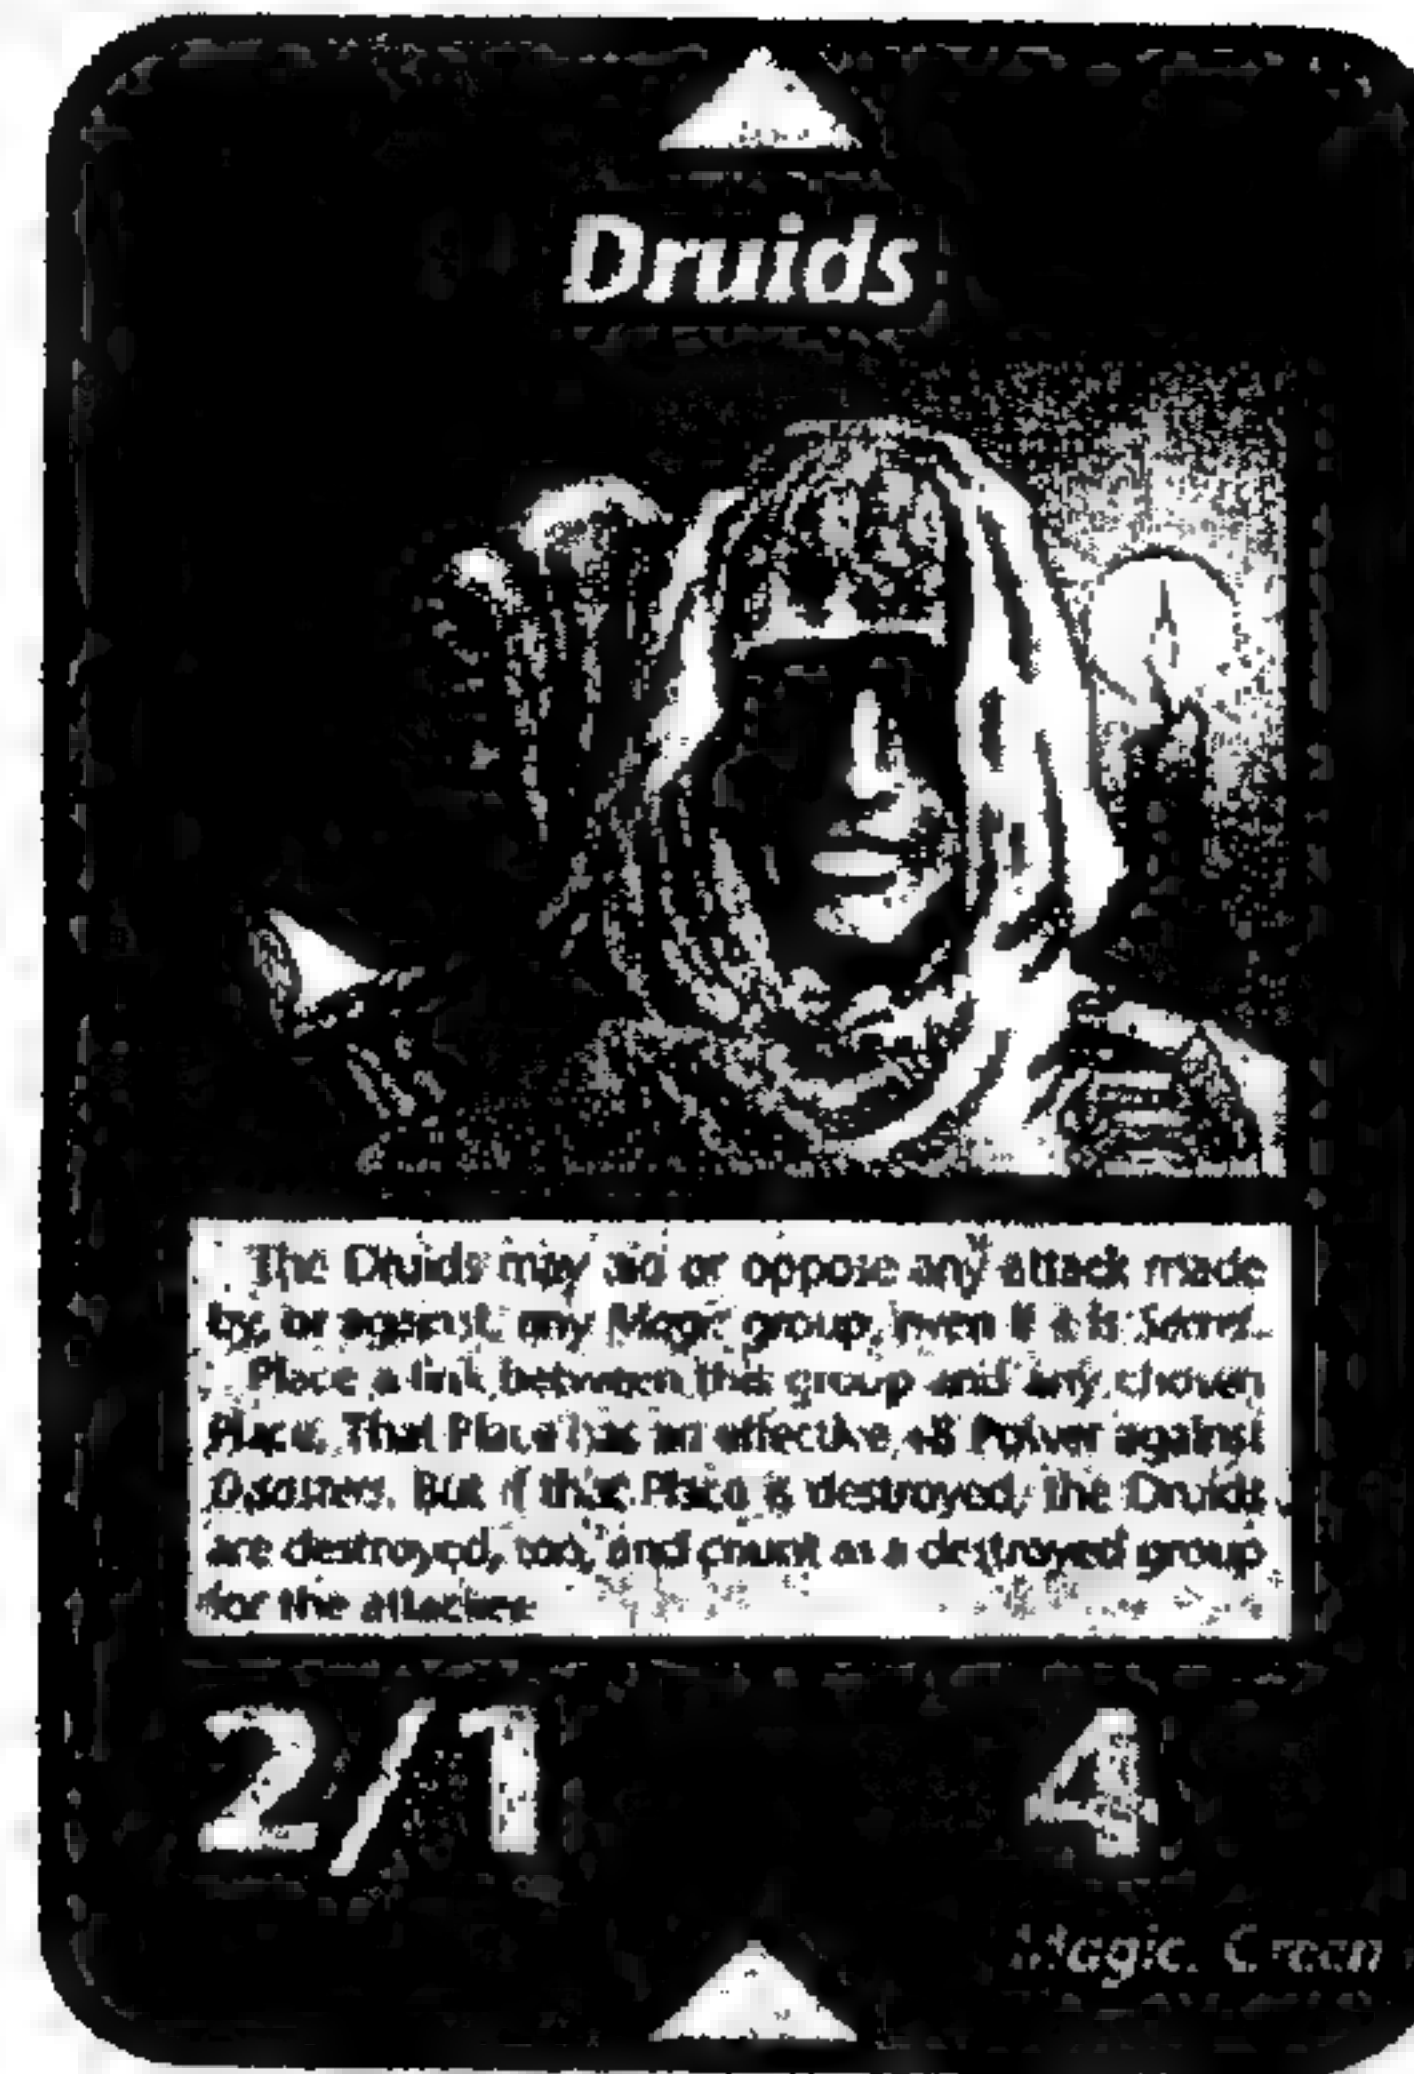 Druids
The Druids may aid or oppose any attack made
by, or against, any Magic group, even if it is Secret.
Place a link between this group and any chosen
Place. That Place has an effective +8 Power against
Disasters. But if that Place is destroyed, the Druids
are destroyed, too, and count as a destroyed group
for the attacker.
2/1
4
Magic, Green